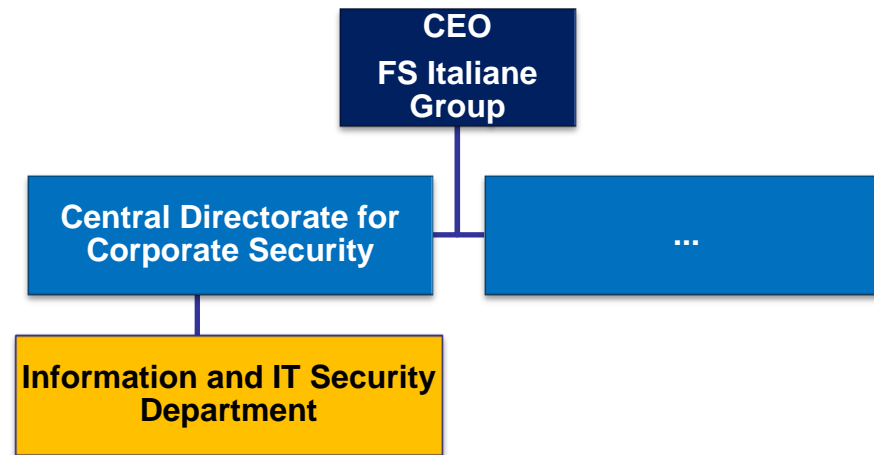 CEO
FS Italiane
Group
Central Directorate for
Corporate Security
...
Information and IT Security
Department